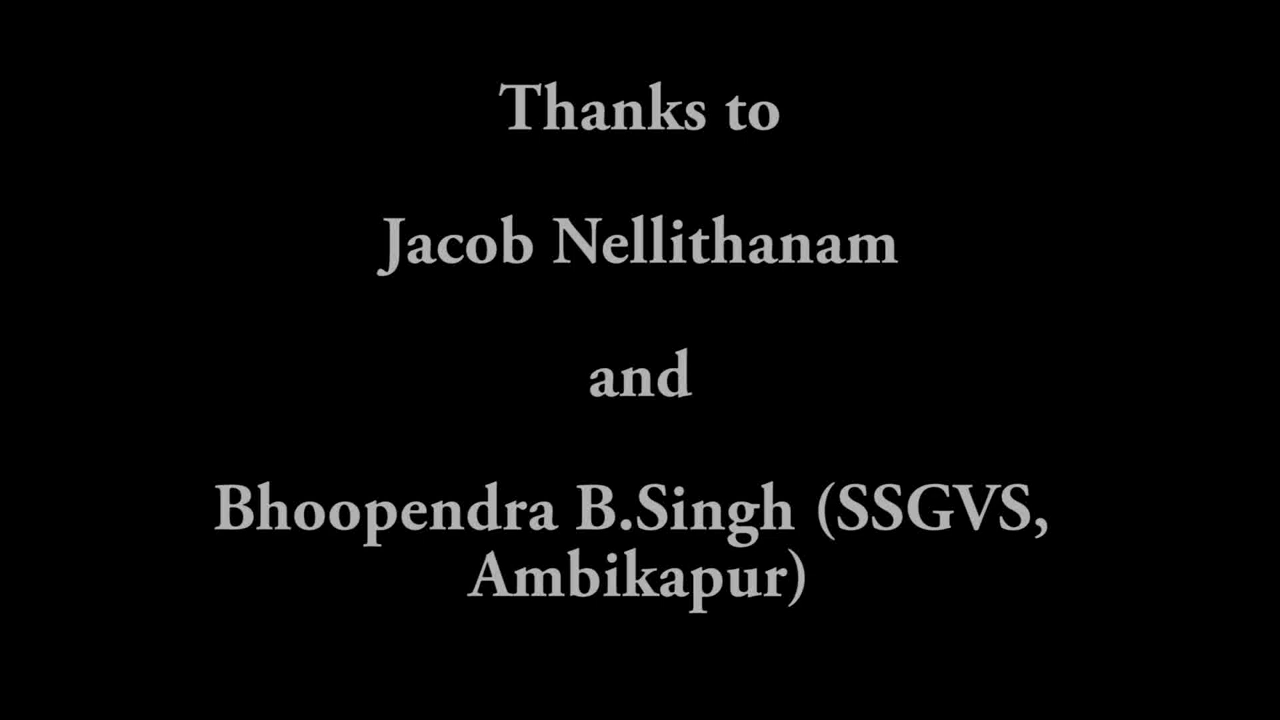 Thanks to
Jacob Nellithanam
and
Bhoopendra B.Singh (SSGVS,
Ambikapur)